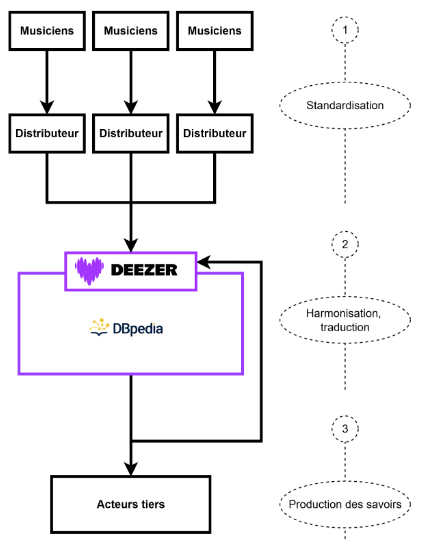 Musiciens
Musiciens
Musiciens
1
Standardisation
Distributeur
Distributeur
Distributeur
2
DEEZER
Harmonisation,
traduction
DBpedia
3
Acteurs tiers
Production des savoirs